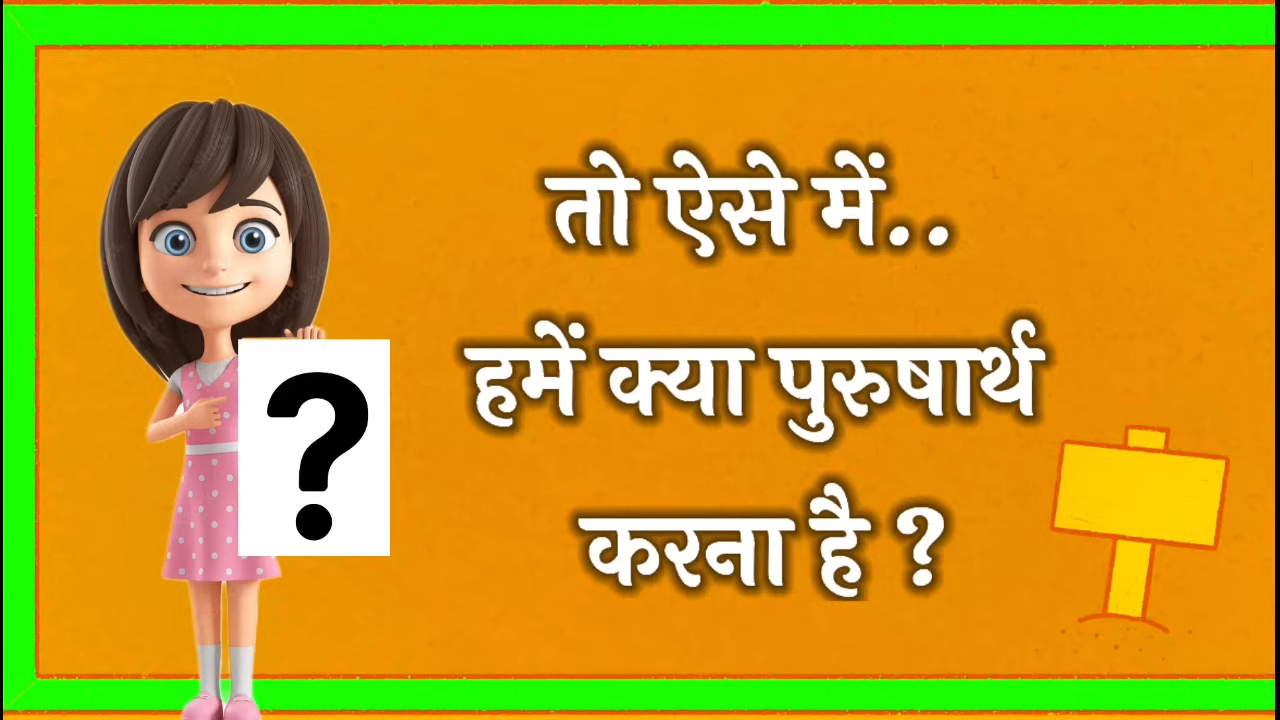 तो ऐसे में..
हमें क्या पुरुषार्थ
करना है ?
?